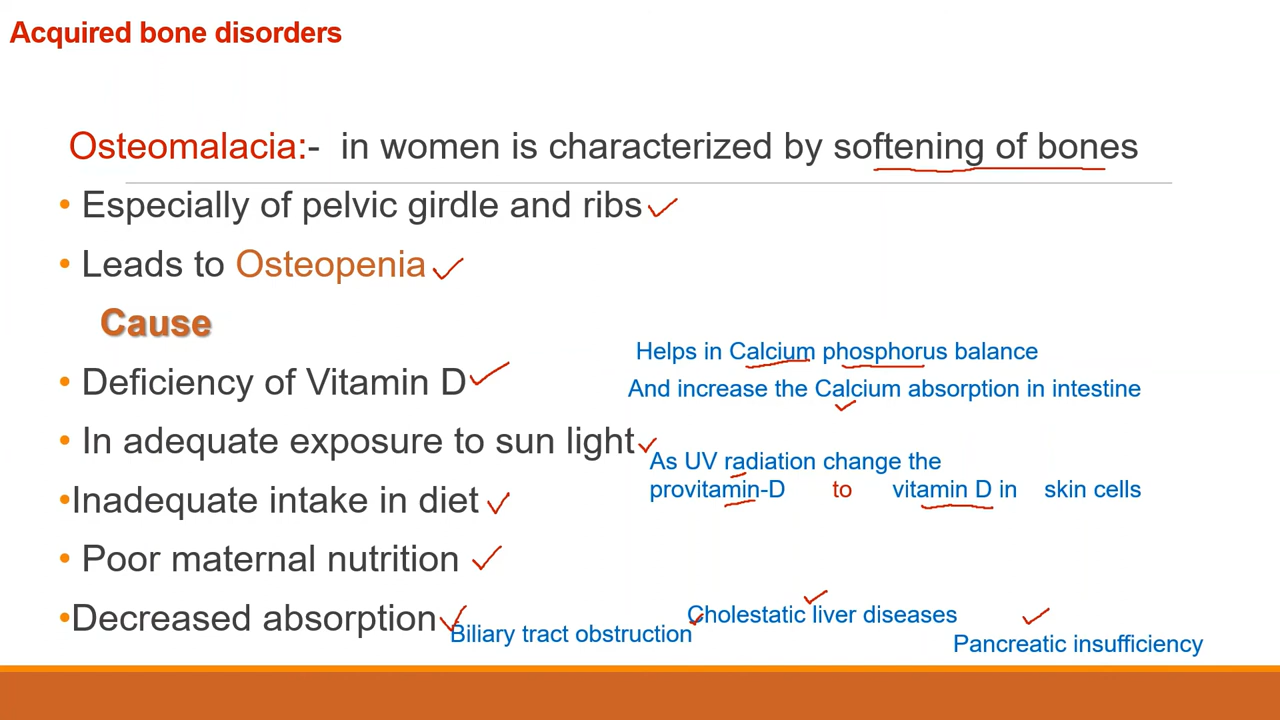 Acquired bone disorders
Osteomalacia:- in women is characterized by softening of bones
• Especially of pelvic girdle and ribs
• Leads to Osteopenia
Cause
Helps in Calcium phosphorus balance
• Deficiency of Vitamin D
And increase the Calcium absorption in intestine
• In adequate exposure to sun light
As UV radiation change the
provitamin-D to vitamin D in skin cells
•Inadequate intake in diet
• Poor maternal nutrition
•Decreased absorption
Biliary tract obstruction
Cholestatic liver diseases
Pancreatic insufficiency